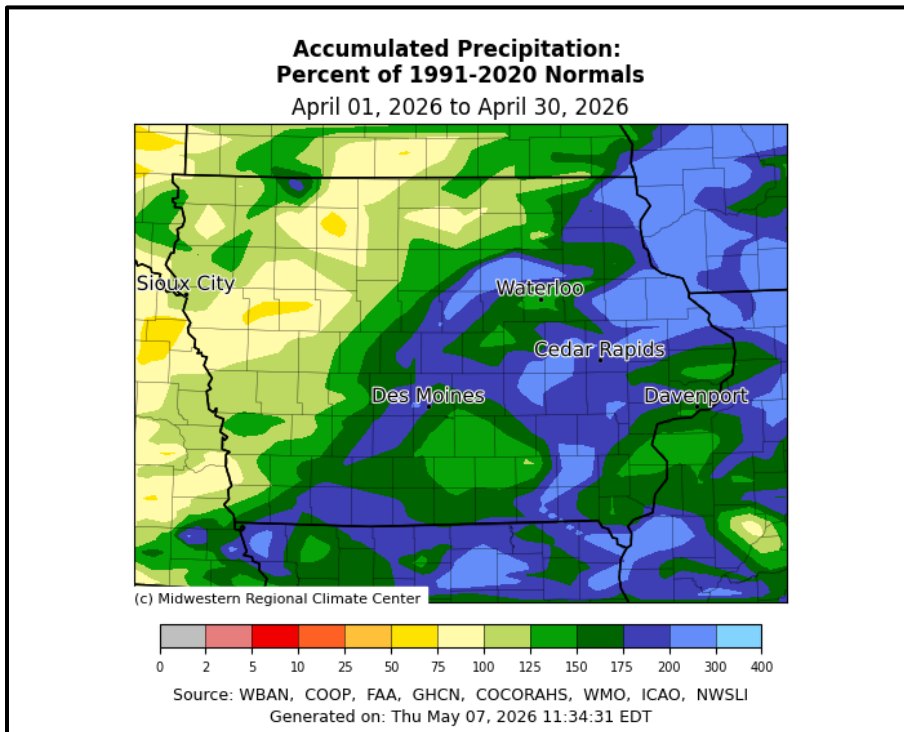 Accumulated Precipitation:
Percent of 1991-2020 Normals
April 01, 2026 to April 30, 2026
Sioux City
Waterloo
Cedar Rapids
Des Moines
Davenport
(c) Midwestern Regional Climate Center
0 2 5 10 25 50 75 100 125 150 175 200 300 400
Source: WBAN, COOP, FAA, GHCN, COCORAHS, WMO, ICAO, NWSLI
Generated on: Thu May 07, 2026 11:34:31 EDT